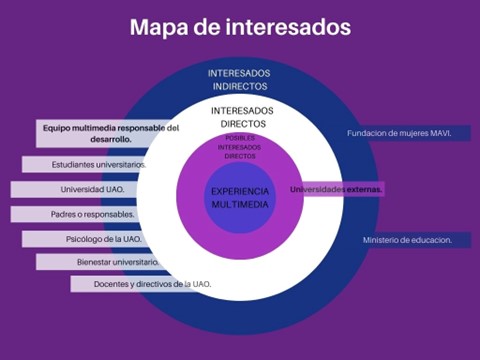 Mapa de interesados
INTERESADOS
INDIRECTOS
INTERESADOS
DIRECTOS
POSIBLES
INTERESADOS
DIRECTOS
EXPERIENCIA
MULTIMEDIA
Equipo multimedia responsable del
desarrollo.
Estudiantes universitarios.
Universidad UAO.
Padres o responsables.
Psicólogo de la UAO.
Bienestar universitario.
Docentes y directivos de la UAO.
Fundacion de mujeres MAVI.
Universidades externas.
Ministerio de educacion.